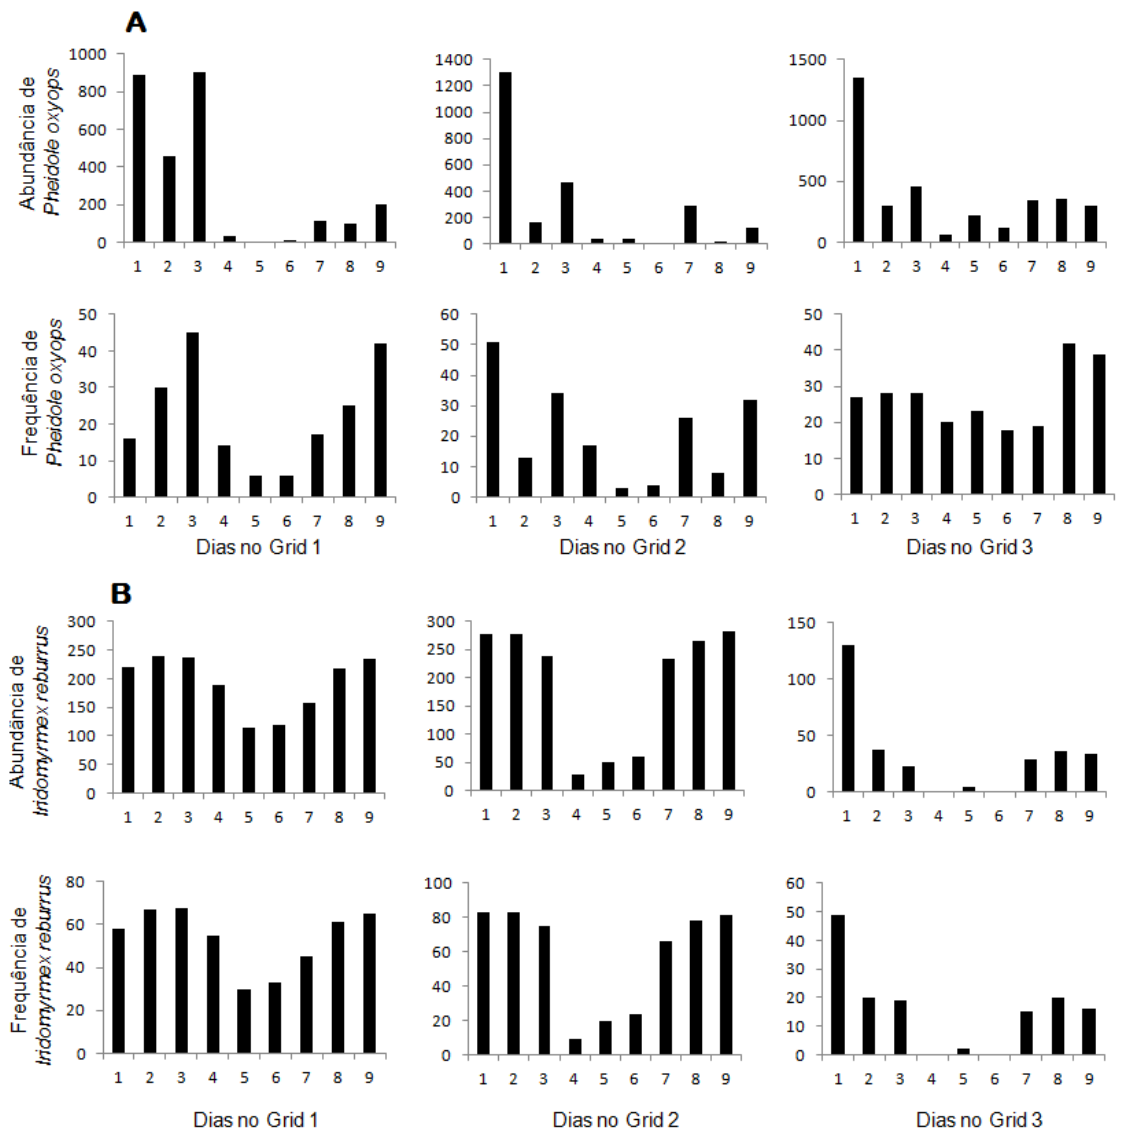 A
Abundância de
Pheidole oxyops
1000
800
600
400
200
0
1 2 3 4 5 6 7 8 9
1400
1200
1000
800
600
400
200
0
1 2 3 4 5 6 7 8 9
1500
1000
500
0
1 2 3 4 5 6 7 8 9
Frequência de
Pheidole oxyops
50
40
30
20
10
0
1 2 3 4 5 6 7 8 9
Dias no Grid 1
60
50
40
30
20
10
0
1 2 3 4 5 6 7 8 9
Dias no Grid 2
50
40
30
20
10
0
1 2 3 4 5 6 7 8 9
Dias no Grid 3
B
Abundância de
Iridomyrmex reburrus
300
250
200
150
100
50
0
1 2 3 4 5 6 7 8 9
300
250
200
150
100
50
0
1 2 3 4 5 6 7 8 9
150
100
50
0
1 2 3 4 5 6 7 8 9
Frequência de
Iridomyrmex reburrus
80
60
40
20
0
1 2 3 4 5 6 7 8 9
Dias no Grid 1
100
80
60
40
20
0
1 2 3 4 5 6 7 8 9
Dias no Grid 2
60
50
40
30
20
10
0
1 2 3 4 5 6 7 8 9
Dias no Grid 3